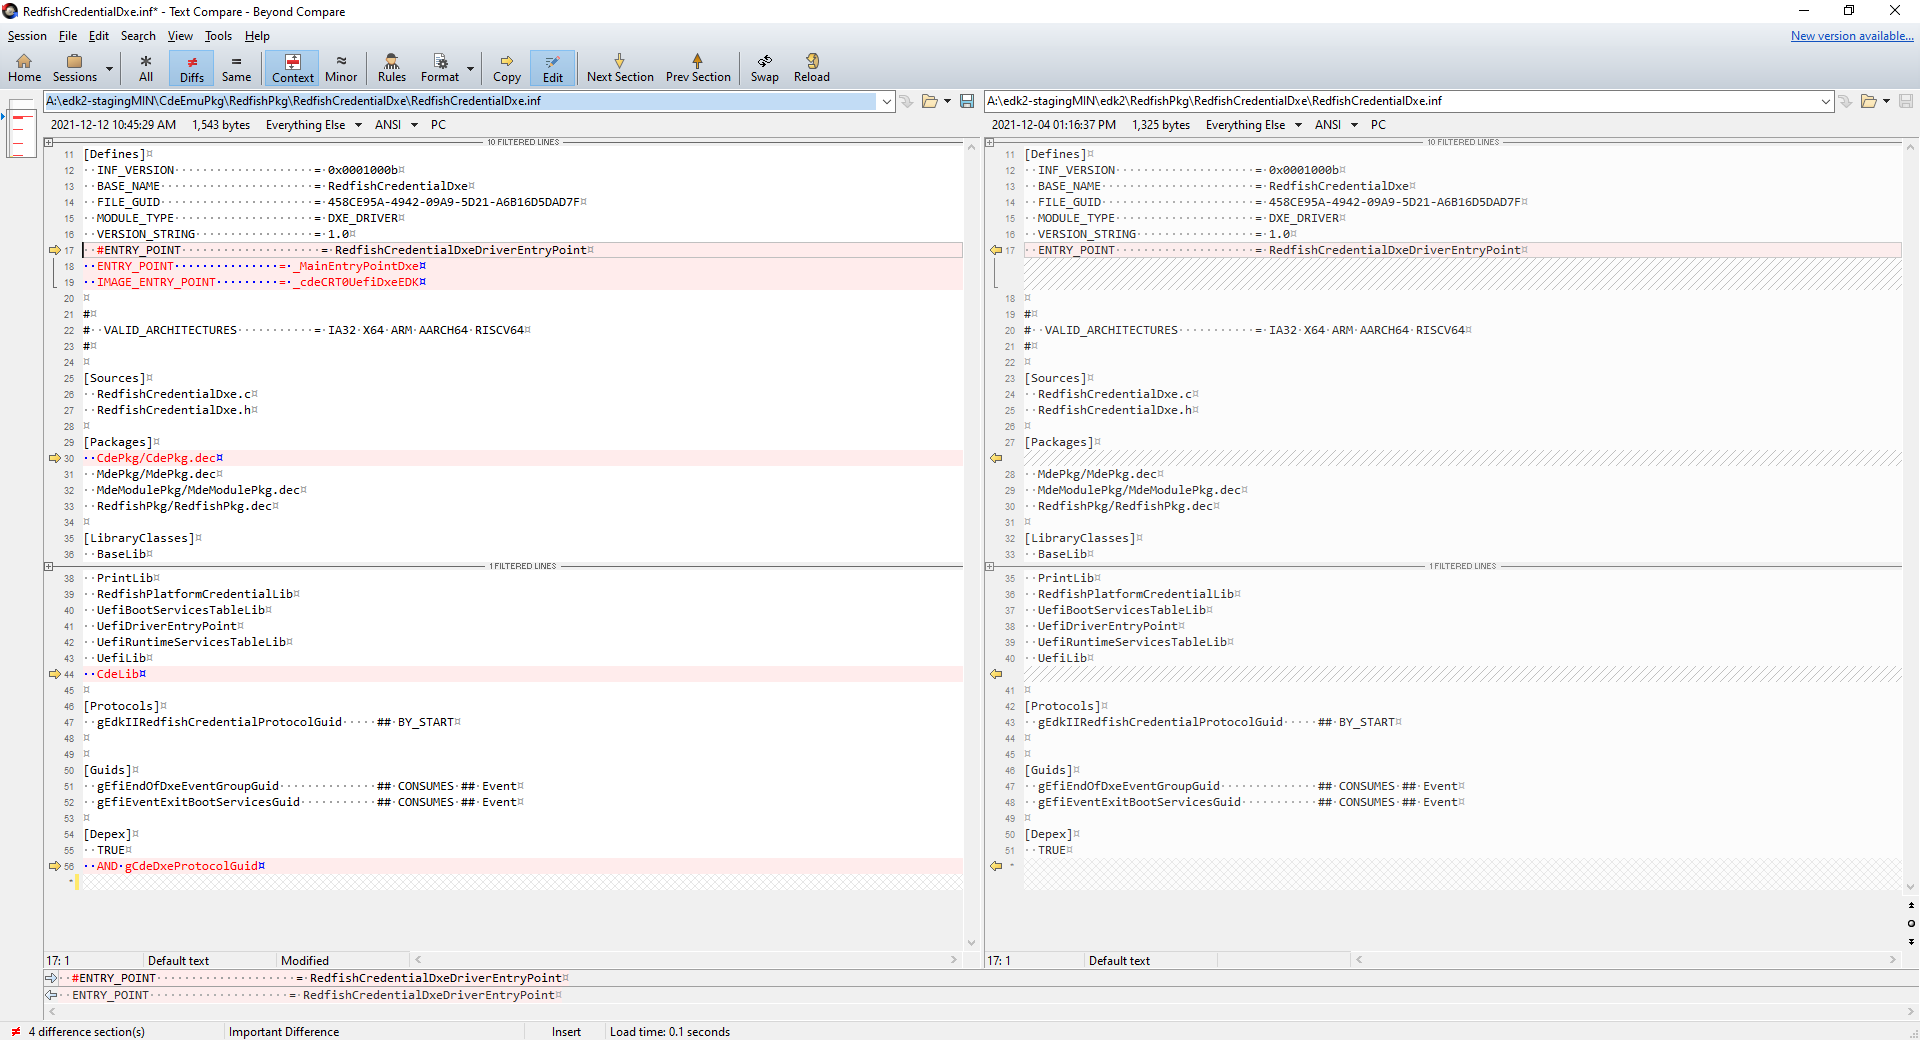 RedfishCredentialDxe.inf* - Text Compare - Beyond Compare
Session File Edit Search View Tools Help
New version available...
Home Sessions All Diffs Same Context Minor Rules Format Copy Edit Next Section Prev Section Swap Reload
A:\edk2-stagingMIN\CdeEmuPkg\RedfishPkg\RedfishCredentialDxe\RedfishCredentialDxe.inf
2021-12-12 10:45:29 AM 1,543 bytes Everything Else ANSI PC
10 FILTERED LINES
11 [Defines]
12 INF_VERSION = 0x0001000b
13 BASE_NAME = RedfishCredentialDxe
14 FILE_GUID = 458CE95A-4942-09A9-5D21-A6B16D5DAD7F
15 MODULE_TYPE = DXE_DRIVER
16 VERSION_STRING = 1.0
17 #ENTRY_POINT = RedfishCredentialDxeDriverEntryPoint
18 ENTRY_POINT = _MainEntryPointDxe
19 IMAGE_ENTRY_POINT = _cdeCRT0UefiDxeEDK
20
21 #
22 # VALID_ARCHITECTURES = IA32 X64 ARM AARCH64 RISCV64
23 #
24
25 [Sources]
26 RedfishCredentialDxe.c
27 RedfishCredentialDxe.h
28
29 [Packages]
30 CdePkg/CdePkg.dec
31 MdePkg/MdePkg.dec
32 MdeModulePkg/MdeModulePkg.dec
33 RedfishPkg/RedfishPkg.dec
34
35 [LibraryClasses]
36 BaseLib
1 FILTERED LINES
38 PrintLib
39 RedfishPlatformCredentialLib
40 UefiBootServicesTableLib
41 UefiDriverEntryPoint
42 UefiRuntimeServicesTableLib
43 UefiLib
44 CdeLib
45
46 [Protocols]
47 gEdkIIRedfishCredentialProtocolGuid ## BY_START
48
49
50 [Guids]
51 gEfiEndOfDxeEventGroupGuid ## CONSUMES ## Event
52 gEfiEventExitBootServicesGuid ## CONSUMES ## Event
53
54 [Depex]
55 TRUE
56 AND gCdeDxeProtocolGuid
17: 1 Default text Modified
A:\edk2-stagingMIN\edk2\RedfishPkg\RedfishCredentialDxe\RedfishCredentialDxe.inf
2021-12-04 01:16:37 PM 1,325 bytes Everything Else ANSI PC
10 FILTERED LINES
11 [Defines]
12 INF_VERSION = 0x0001000b
13 BASE_NAME = RedfishCredentialDxe
14 FILE_GUID = 458CE95A-4942-09A9-5D21-A6B16D5DAD7F
15 MODULE_TYPE = DXE_DRIVER
16 VERSION_STRING = 1.0
17 ENTRY_POINT = RedfishCredentialDxeDriverEntryPoint
18
19 #
20 # VALID_ARCHITECTURES = IA32 X64 ARM AARCH64 RISCV64
21 #
22
23 [Sources]
24 RedfishCredentialDxe.c
25 RedfishCredentialDxe.h
26
27 [Packages]
28 MdePkg/MdePkg.dec
29 MdeModulePkg/MdeModulePkg.dec
30 RedfishPkg/RedfishPkg.dec
31
32 [LibraryClasses]
33 BaseLib
1 FILTERED LINES
35 PrintLib
36 RedfishPlatformCredentialLib
37 UefiBootServicesTableLib
38 UefiDriverEntryPoint
39 UefiRuntimeServicesTableLib
40 UefiLib
41
42 [Protocols]
43 gEdkIIRedfishCredentialProtocolGuid ## BY_START
44
45
46 [Guids]
47 gEfiEndOfDxeEventGroupGuid ## CONSUMES ## Event
48 gEfiEventExitBootServicesGuid ## CONSUMES ## Event
49
50 [Depex]
51 TRUE
17: 1 Default text
#ENTRY_POINT = RedfishCredentialDxeDriverEntryPoint
ENTRY_POINT = RedfishCredentialDxeDriverEntryPoint
4 difference section(s) Important Difference Insert Load time: 0.1 seconds